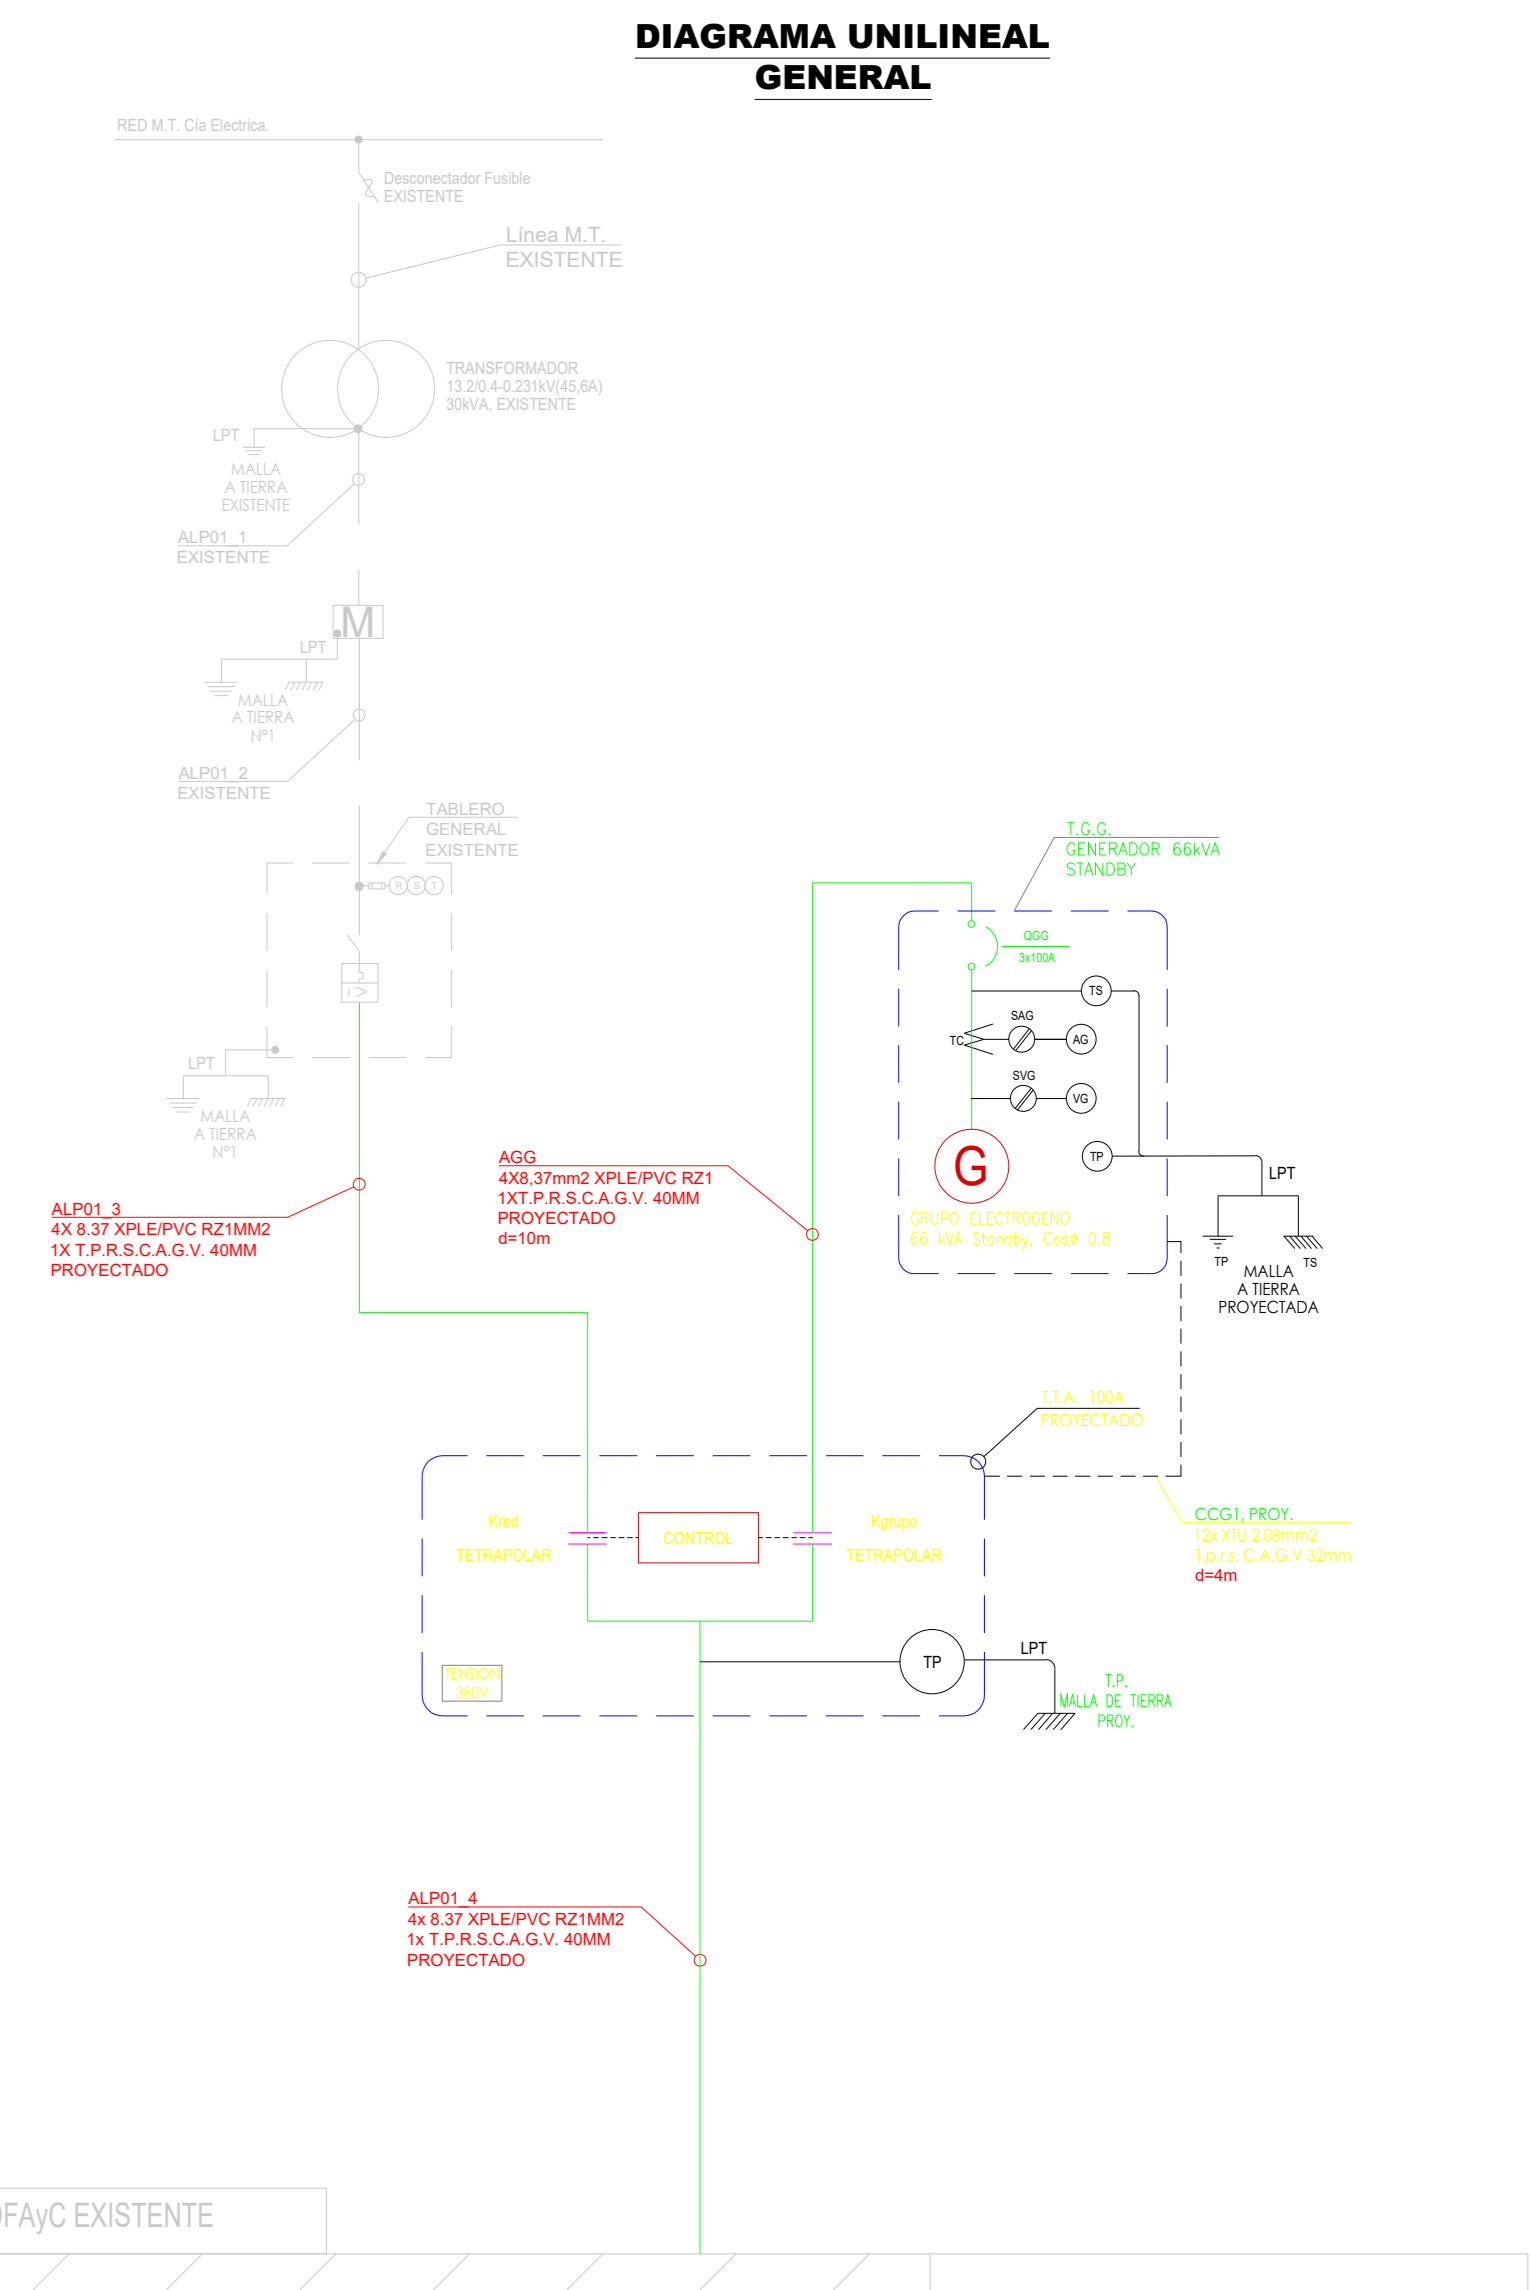 DIAGRAMA UNILINEAL
GENERAL
RED M.T. Cía Electrica.
Desconectador Fusible
EXISTENTE
Línea M.T.
EXISTENTE
TRANSFORMADOR
13.2/0.4-0.231kV(45,6A)
30kVA, EXISTENTE
LPT
MALLA
A TIERRA
EXISTENTE
ALP01_1
EXISTENTE
M
LPT
MALLA
A TIERRA
Nº1
ALP01_2
EXISTENTE
TABLERO
GENERAL
EXISTENTE
R S T
I >
LPT
MALLA
A TIERRA
Nº1
T.G.G.
GENERADOR 66kVA
STANDBY
QGG
3x100A
TS
SAG
TC
AG
SVG
VG
G
TP
LPT
GRUPO ELECTROGENO
66 kVA Standby, CosØ 0.8
TP
TS
MALLA
A TIERRA
PROYECTADA
AGG
4X8,37mm2 XPLE/PVC RZ1
1XT.P.R.S.C.A.G.V. 40MM
PROYECTADO
d=10m
ALP01_3
4X 8.37 XPLE/PVC RZ1MM2
1X T.P.R.S.C.A.G.V. 40MM
PROYECTADO
T.T.A. 100A
PROYECTADO
Kred
TETRAPOLAR
CONTROL
Kgrupo
TETRAPOLAR
CCG1, PROY.
12x XTU 2.08mm2
T.p.r.s. C.A.G.V 32mm
d=4m
TENSION
380V
TP
LPT
T.P.
MALLA DE TIERRA
PROY.
ALP01_4
4x 8.37 XPLE/PVC RZ1MM2
1x T.P.R.S.C.A.G.V. 40MM
PROYECTADO
FAyC EXISTENTE